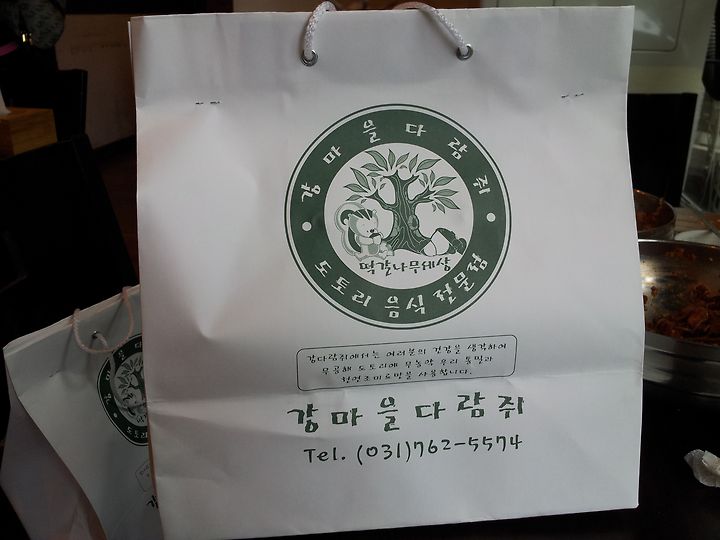 강마을다람쥐
떡갈나무세상
도토리 음식 전문점
강다람쥐에서는 여러분의 건강을 생각하여
무공해 도토리에 무농약 우리 통밀과
천연조미료만을 사용합니다.
강마을다람쥐
Tel. (031)762-5574